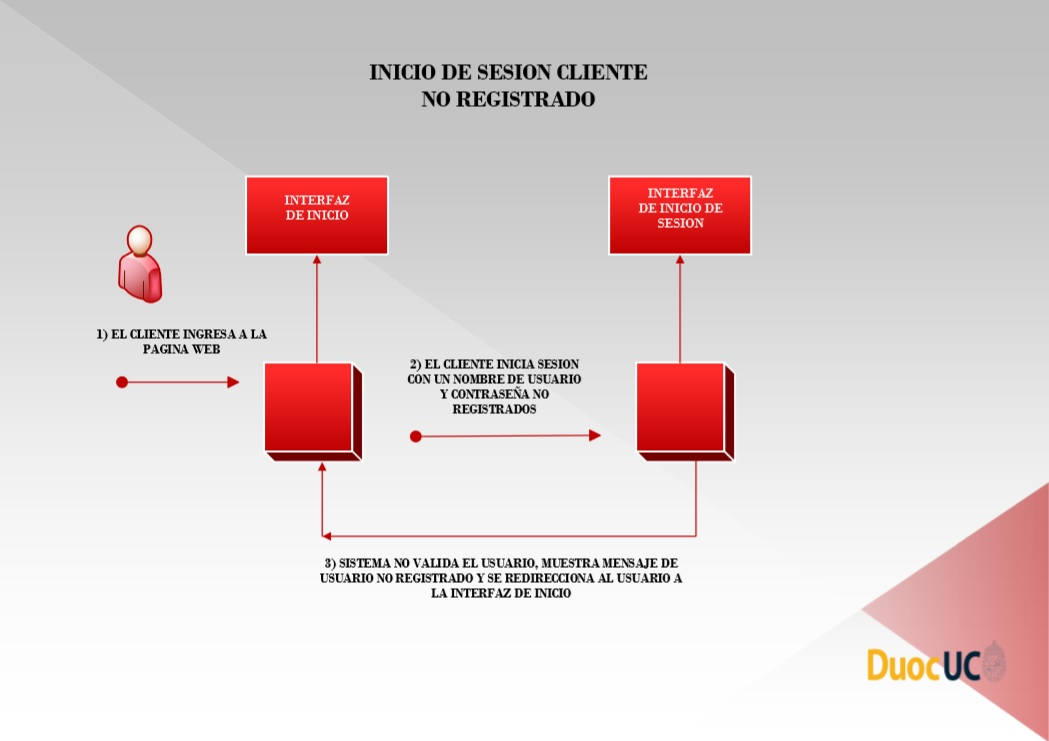 INICIO DE SESION CLIENTE
NO REGISTRADO
INTERFAZ
DE INICIO
INTERFAZ
DE INICIO DE
SESION
1) EL CLIENTE INGRESA A LA
PAGINA WEB
2) EL CLIENTE INICIA SESION
CON UN NOMBRE DE USUARIO
Y CONTRASEÑA NO
REGISTRADOS
3) SISTEMA NO VALIDA EL USUARIO, MUESTRA MENSAJE DE
USUARIO NO REGISTRADO Y SE REDIRECCIONA AL USUARIO A
LA INTERFAZ DE INICIO
DuocUC